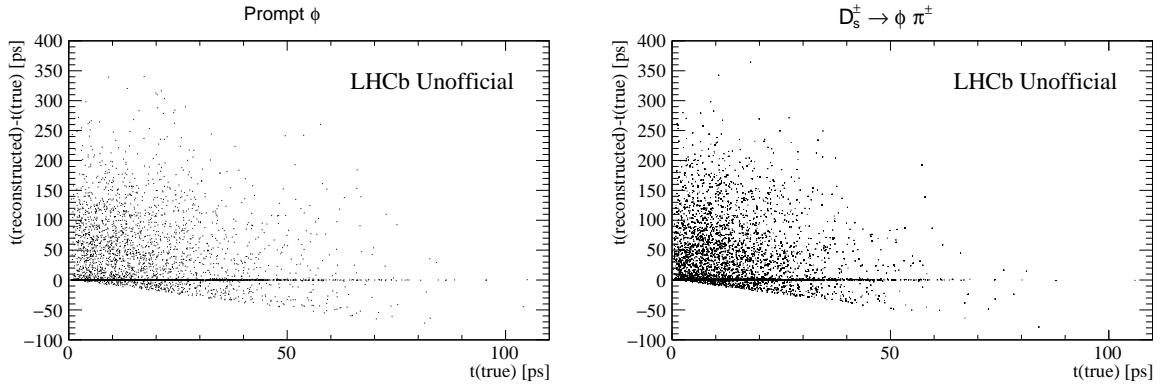 Prompt ϕ
t(reconstructed)-t(true) [ps]
400
350
300
250
200
150
100
50
0
−50
−100
LHCb Unofficial
0 50 100
t(true) [ps]
D_s^± → ϕ π^±
t(reconstructed)-t(true) [ps]
400
350
300
250
200
150
100
50
0
−50
−100
LHCb Unofficial
0 50 100
t(true) [ps]